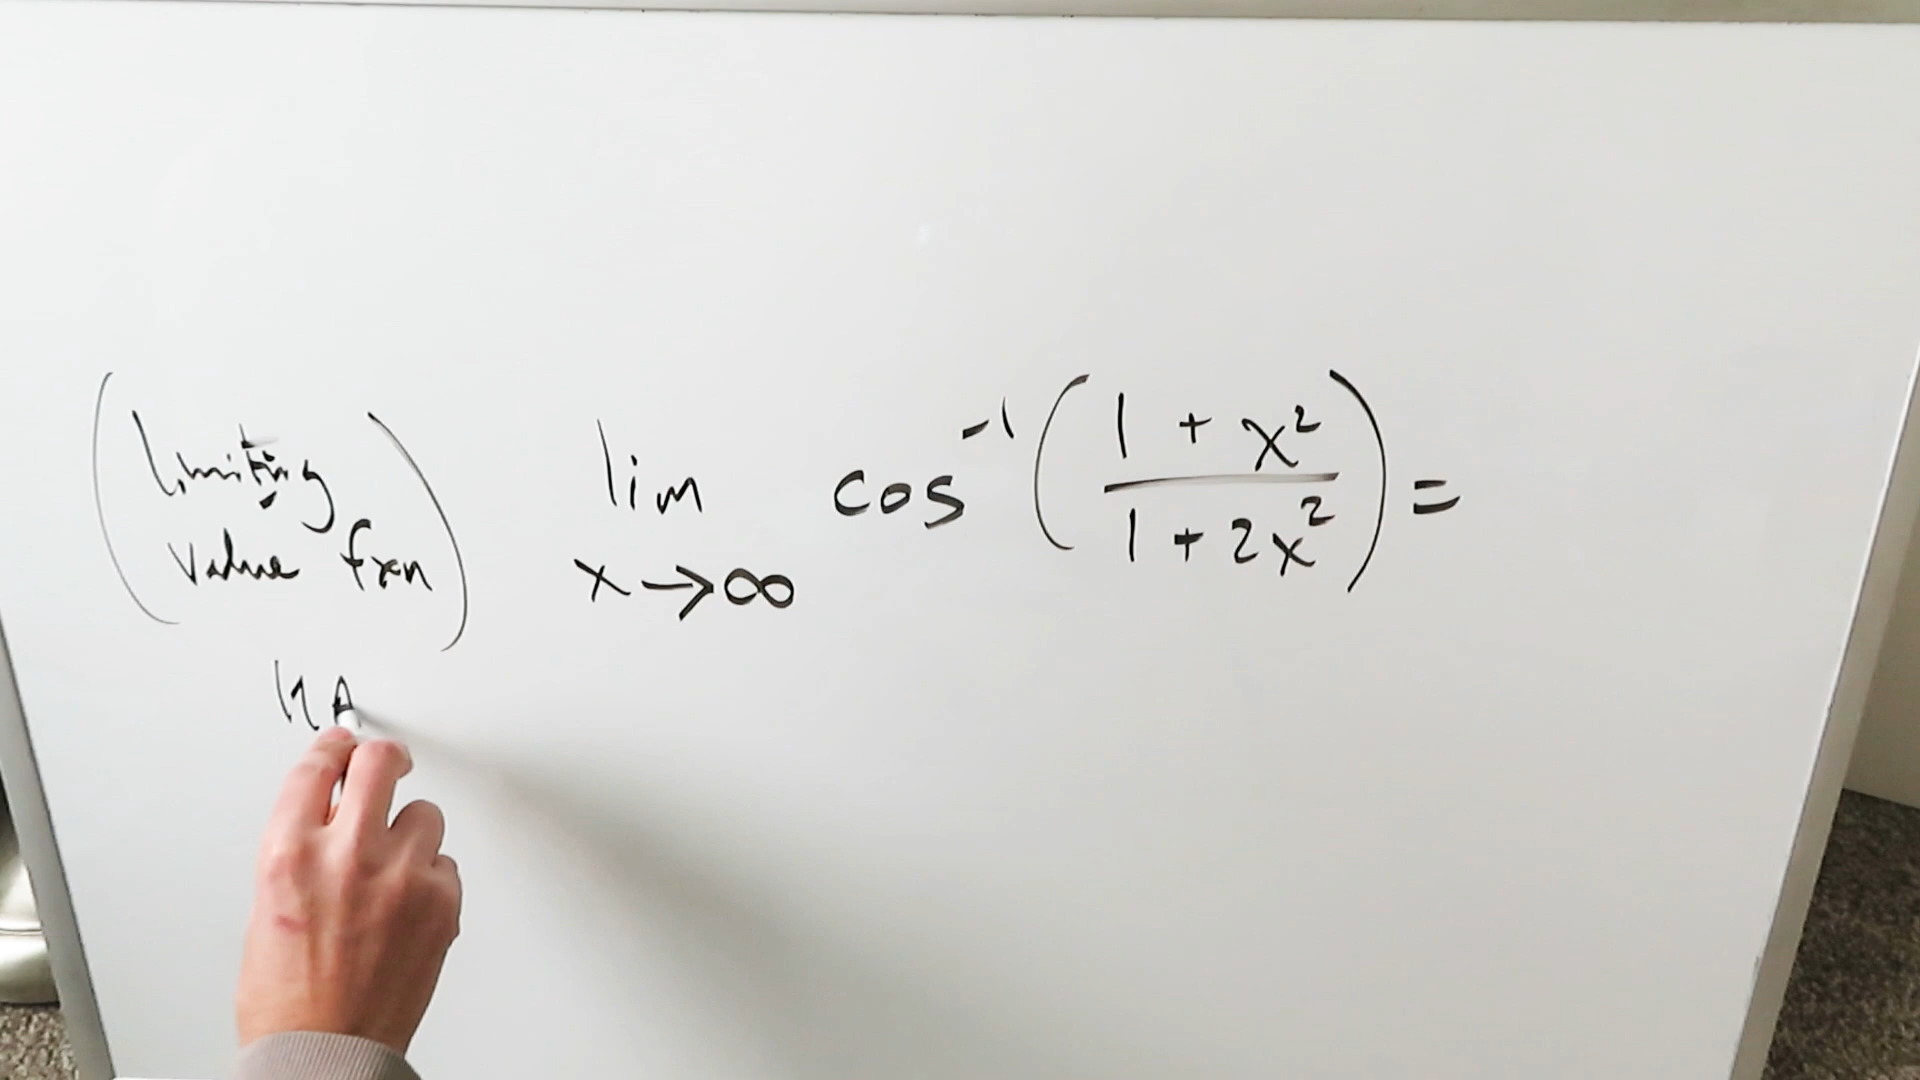 (limiting value fxn)
lim x→∞ cos⁻¹((1 + x²)/(1 + 2x²)) =
HA